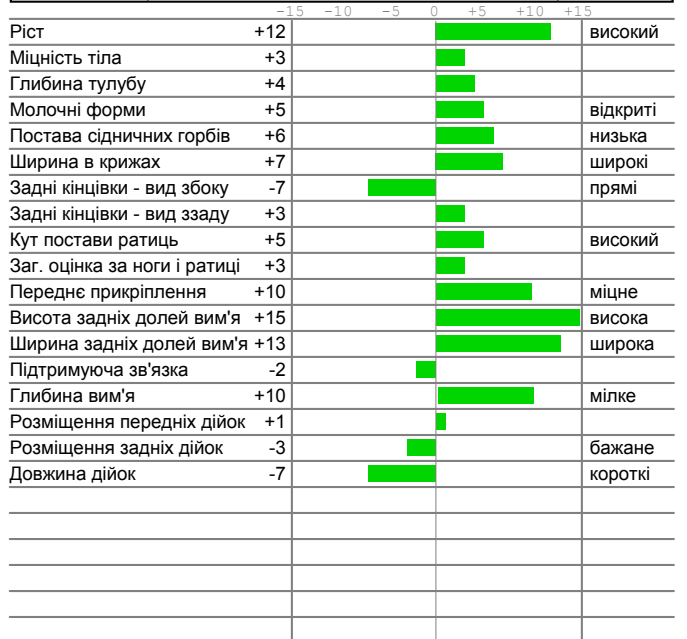 -15 -10 -5 0 +5 +10 +15
Ріст +12 високий
Міцність тіла +3
Глибина тулубу +4
Молочні форми +5 відкриті
Постава сідничних горбів +6 низька
Ширина в крижах +7 широкі
Задні кінцівки - вид збоку -7 прямі
Задні кінцівки - вид ззаду +3
Кут постави ратиць +5 високий
Заг. оцінка за ноги і ратиці +3
Переднє прикріплення +10 міцне
Висота задніх долей вим'я +15 висока
Ширина задніх долей вим'я +13 широка
Підтримуюча зв'язка -2
Глибина вим'я +10 мілке
Розміщення передніх дійок +1
Розміщення задніх дійок -3 бажане
Довжина дійок -7 короткі